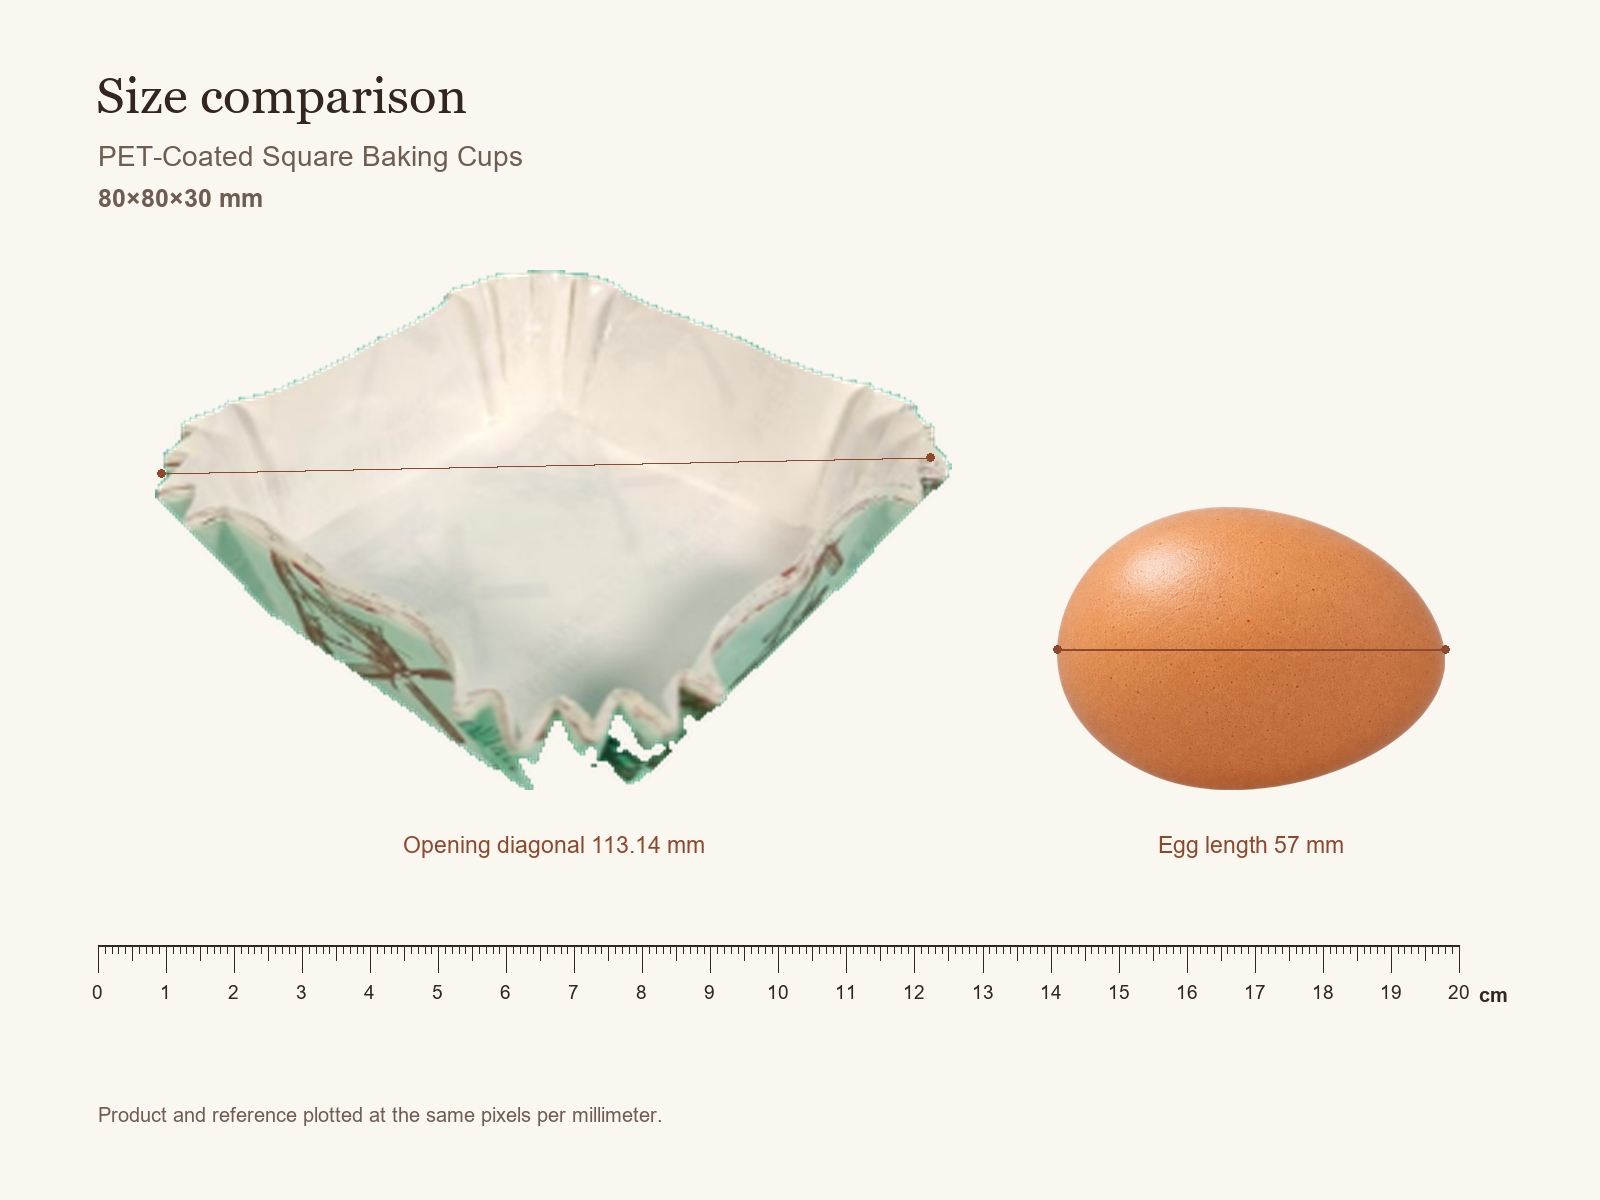 Size comparison
PET-Coated Square Baking Cups
80×80×30 mm
Opening diagonal 113.14 mm
Egg length 57 mm
0 1 2 3 4 5 6 7 8 9 10 11 12 13 14 15 16 17 18 19 20 cm
Product and reference plotted at the same pixels per millimeter.